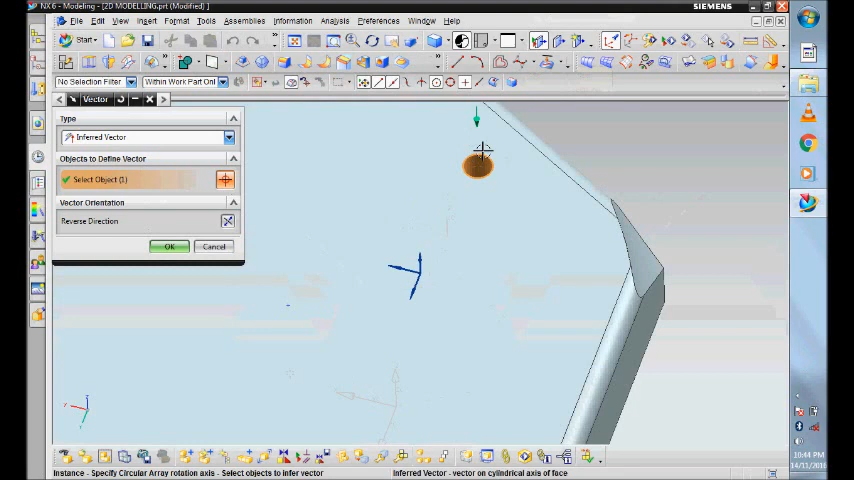 NX 6 - Modeling - [2D MODELLING.prt (Modified) ]
SIEMENS
File Edit View Insert Format Tools Assemblies Information Analysis Preferences Window Help
Start
No Selection Filter
Within Work Part Onl
Vector
Type
Inferred Vector
Objects to Define Vector
Select Object (1)
Vector Orientation
Reverse Direction
OK Cancel
Instance - Specify Circular Array rotation axis - Select objects to infer vector
Inferred Vector - vector on cylindrical axis of face
10:44 PM